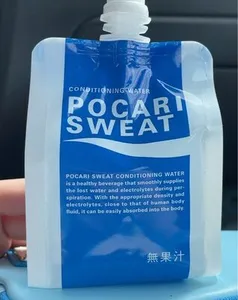 CONDITIONING WATER
POCARI
SWEAT
POCARI SWEAT CONDITIONING WATER
is a healthy beverage that smoothly supplies
the lost water and electrolytes during per-
spiration. With the appropriate density and
electrolytes, close to that of human body
fluid, it can be easily absorbed into the body.
無果汁